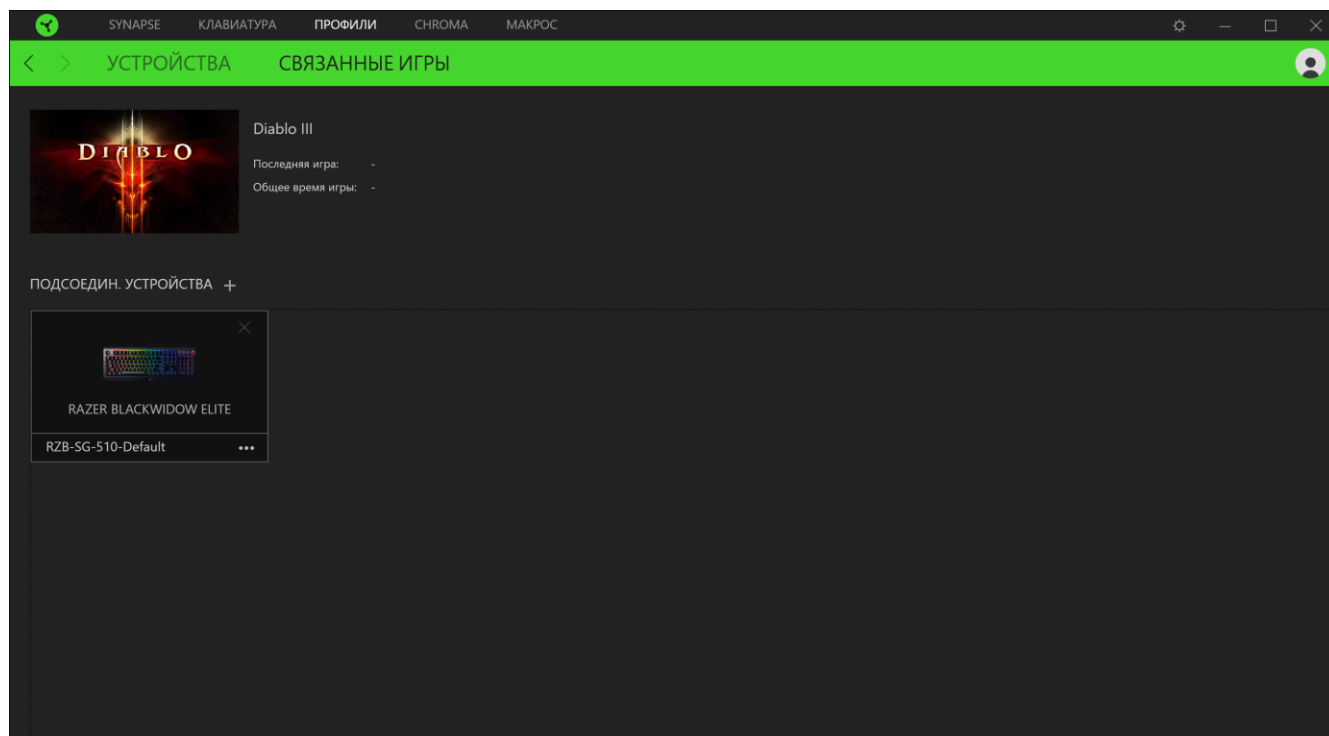 SYNAPSE КЛАВИАТУРА ПРОФИЛИ CHROMA МАКРОС
УСТРОЙСТВА СВЯЗАННЫЕ ИГРЫ
DIABLO
Diablo III
Последняя игра: -
Общее время игры: -
ПОДСОЕДИН. УСТРОЙСТВА +
RAZER BLACKWIDOW ELITE
RZB-SG-510-Default •••